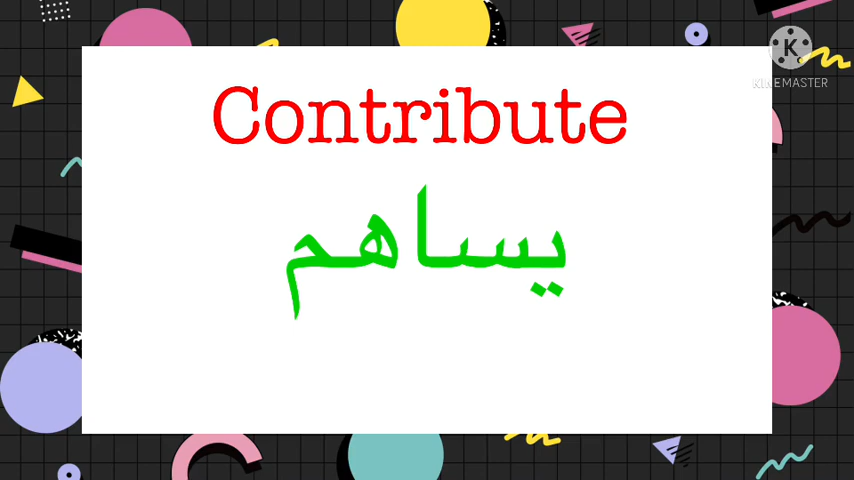 Contribute
يساهم
K
KINEMASTER